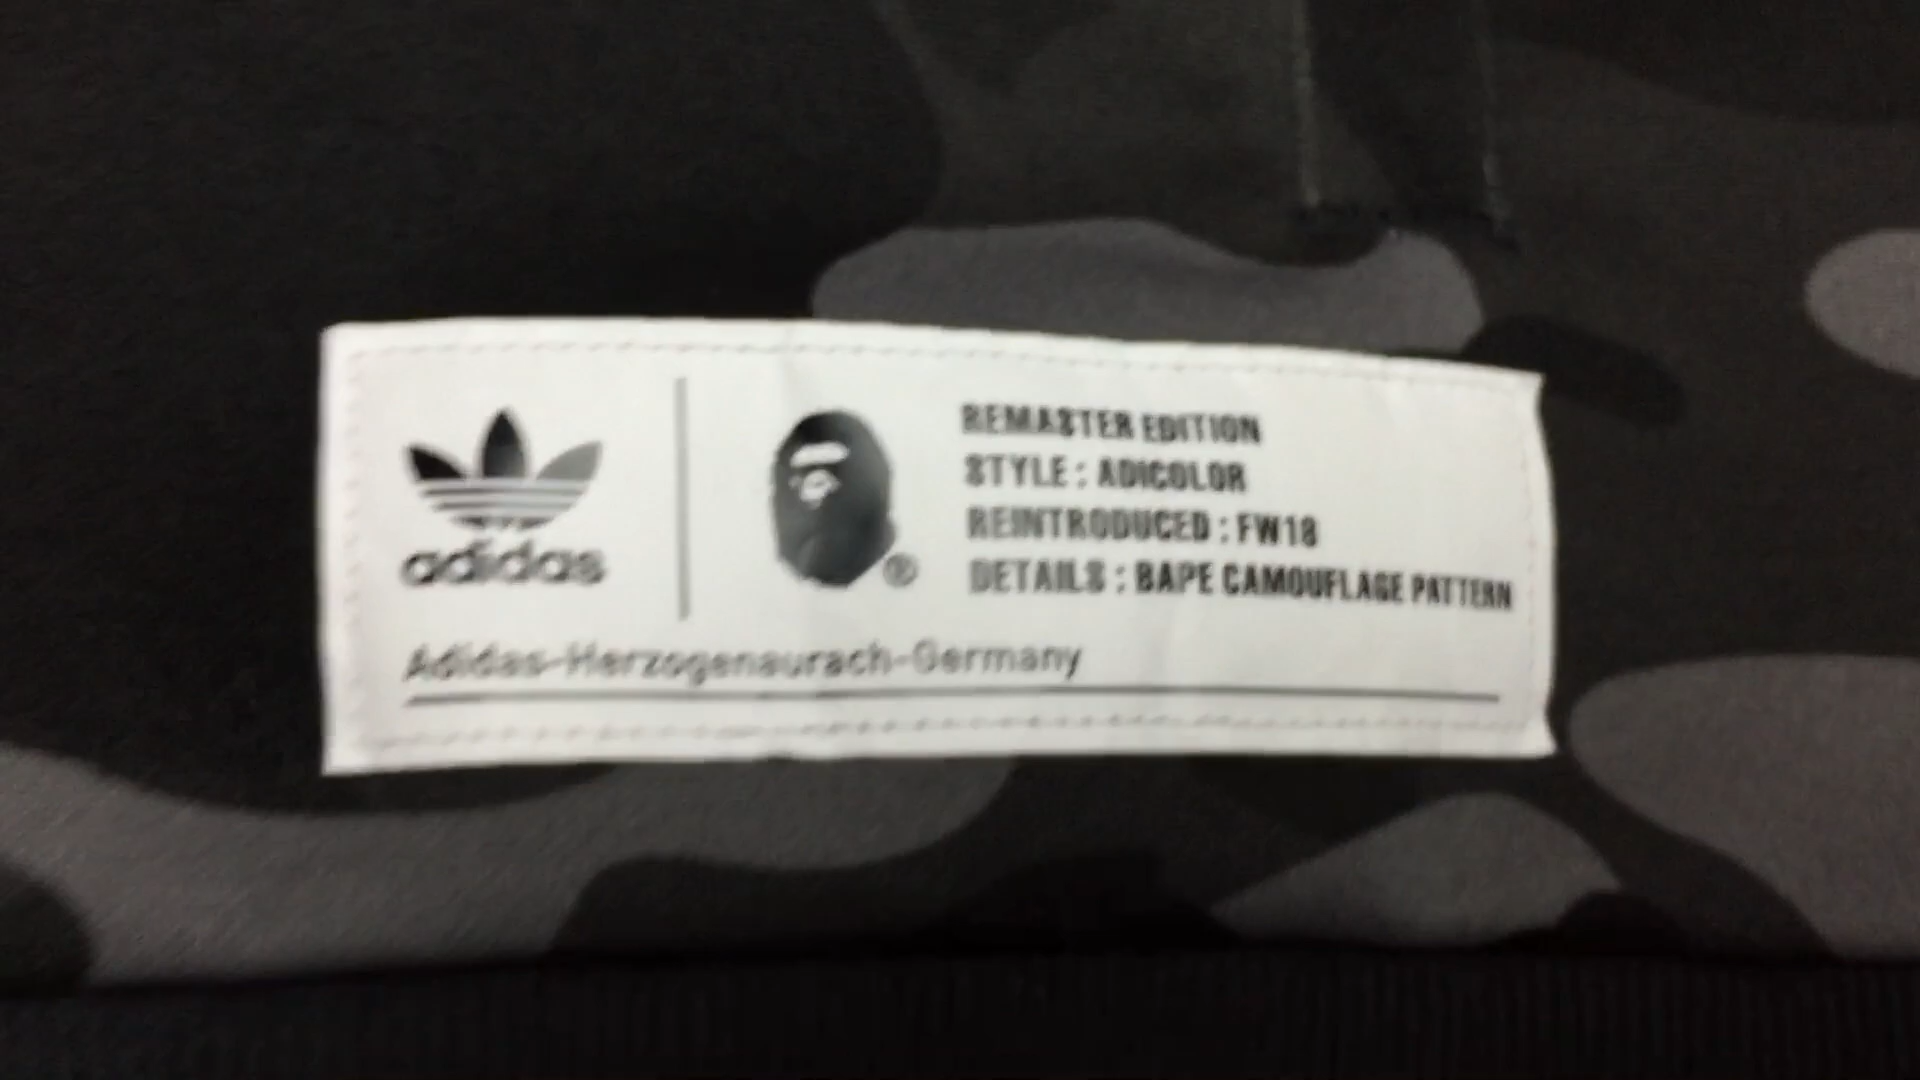 adidas
®
REMASTER EDITION
STYLE : ADICOLOR
REINTRODUCED : FW18
DETAILS : BAPE CAMOUFLAGE PATTERN
Adidas-Herzogenaurach-Germany